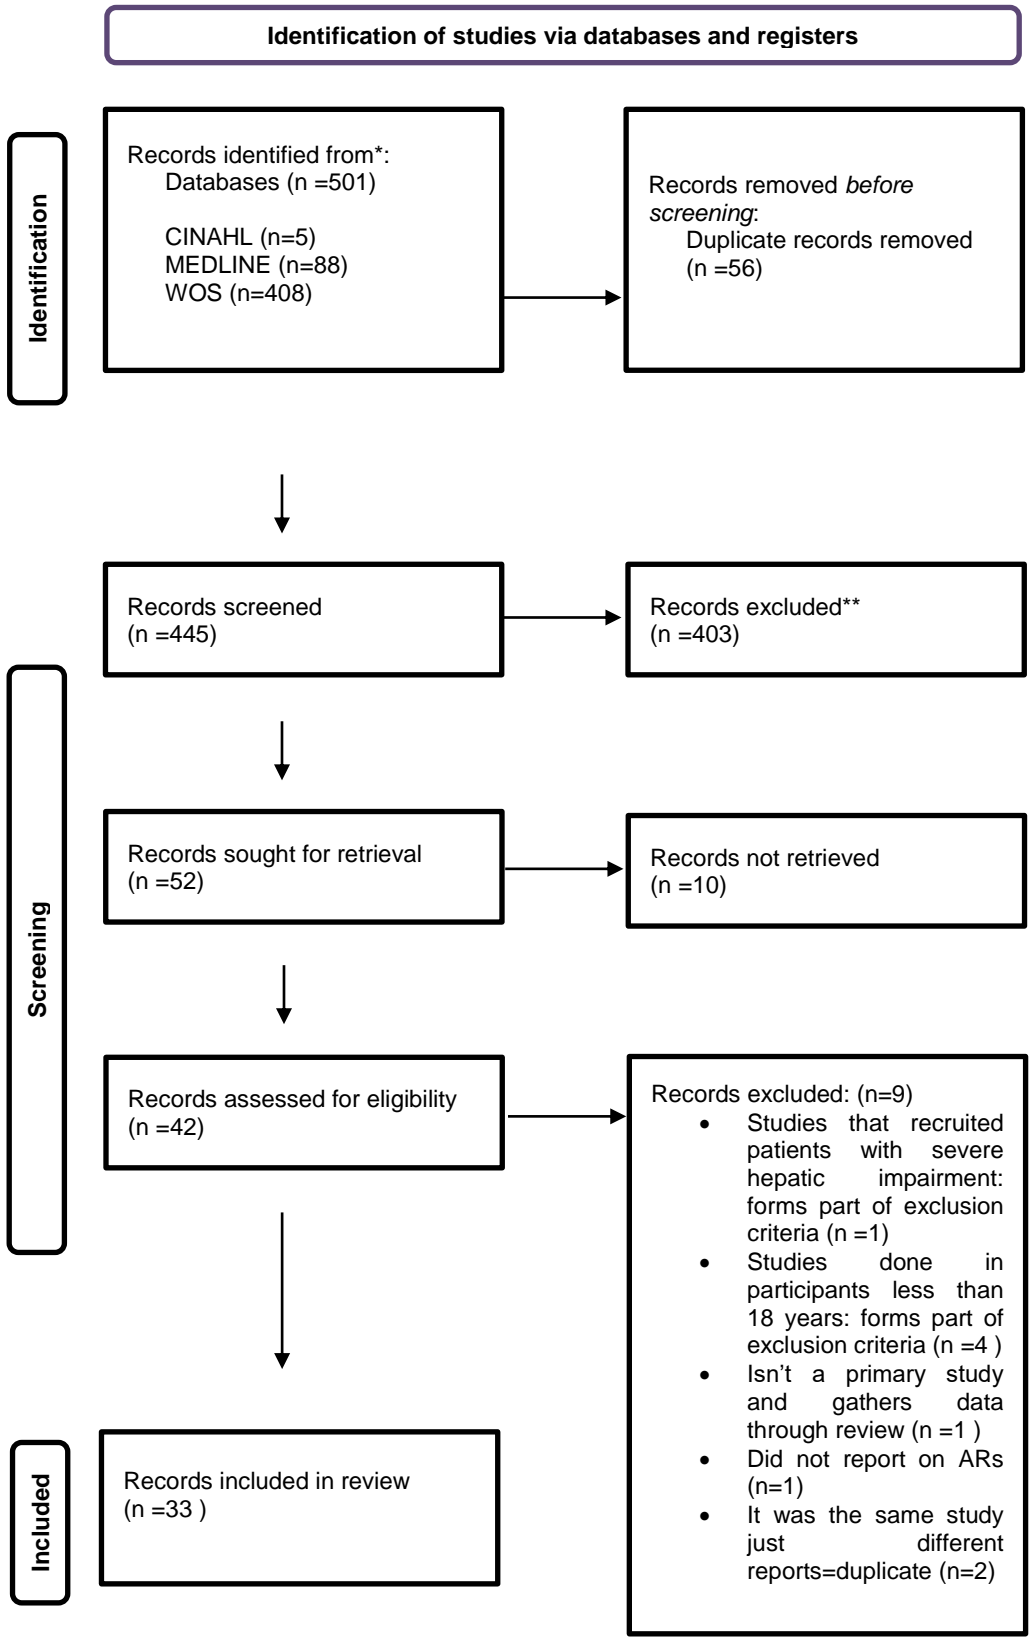 Identification of studies via databases and registers
Identification
Records identified from*:
Databases (n =501)
CINAHL (n=5)
MEDLINE (n=88)
WOS (n=408)
Records removed before
screening:
Duplicate records removed
(n =56)
Screening
Records screened
(n =445)
Records excluded**
(n =403)
Records sought for retrieval
(n =52)
Records not retrieved
(n =10)
Records assessed for eligibility
(n =42)
Records excluded: (n=9)
• Studies that recruited
patients with severe
hepatic impairment:
forms part of exclusion
criteria (n =1)
• Studies done in
participants less than
18 years: forms part of
exclusion criteria (n =4 )
• Isn't a primary study
and gathers data
through review (n =1 )
• Did not report on ARs
(n=1)
• It was the same study
just different
reports=duplicate (n=2)
Included
Records included in review
(n =33 )